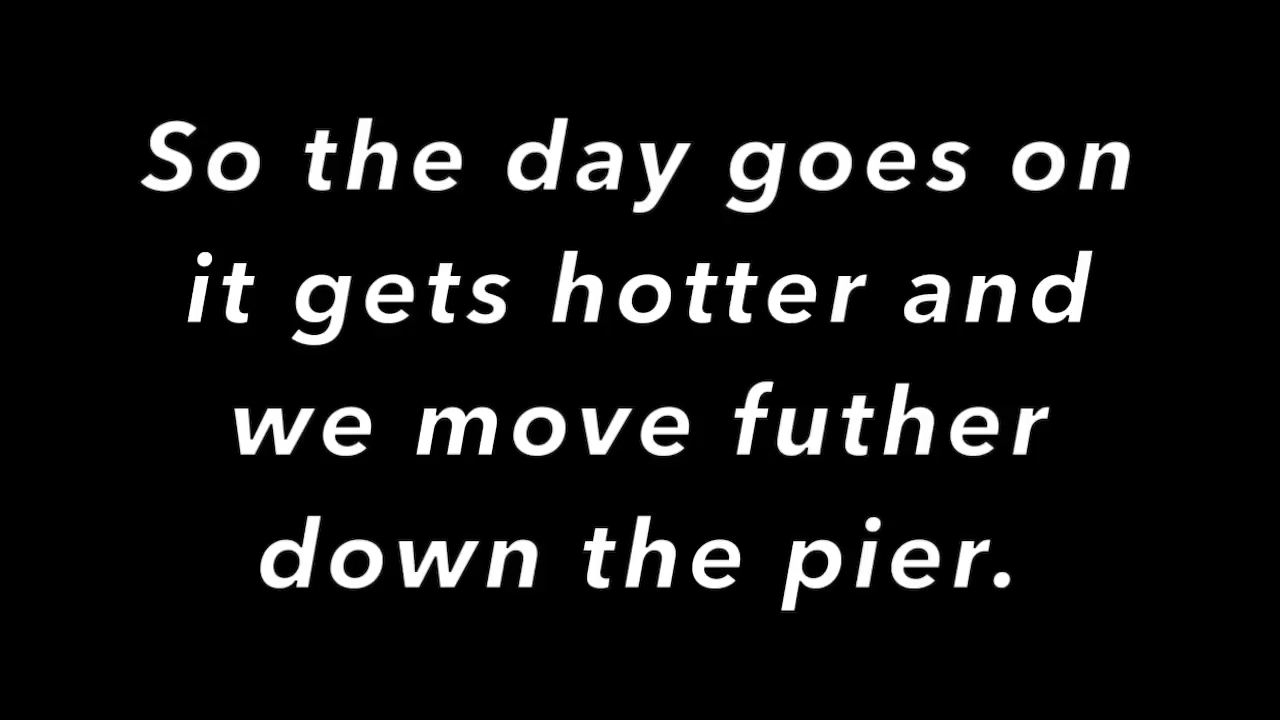 So the day goes on
it gets hotter and
we move futher
down the pier.